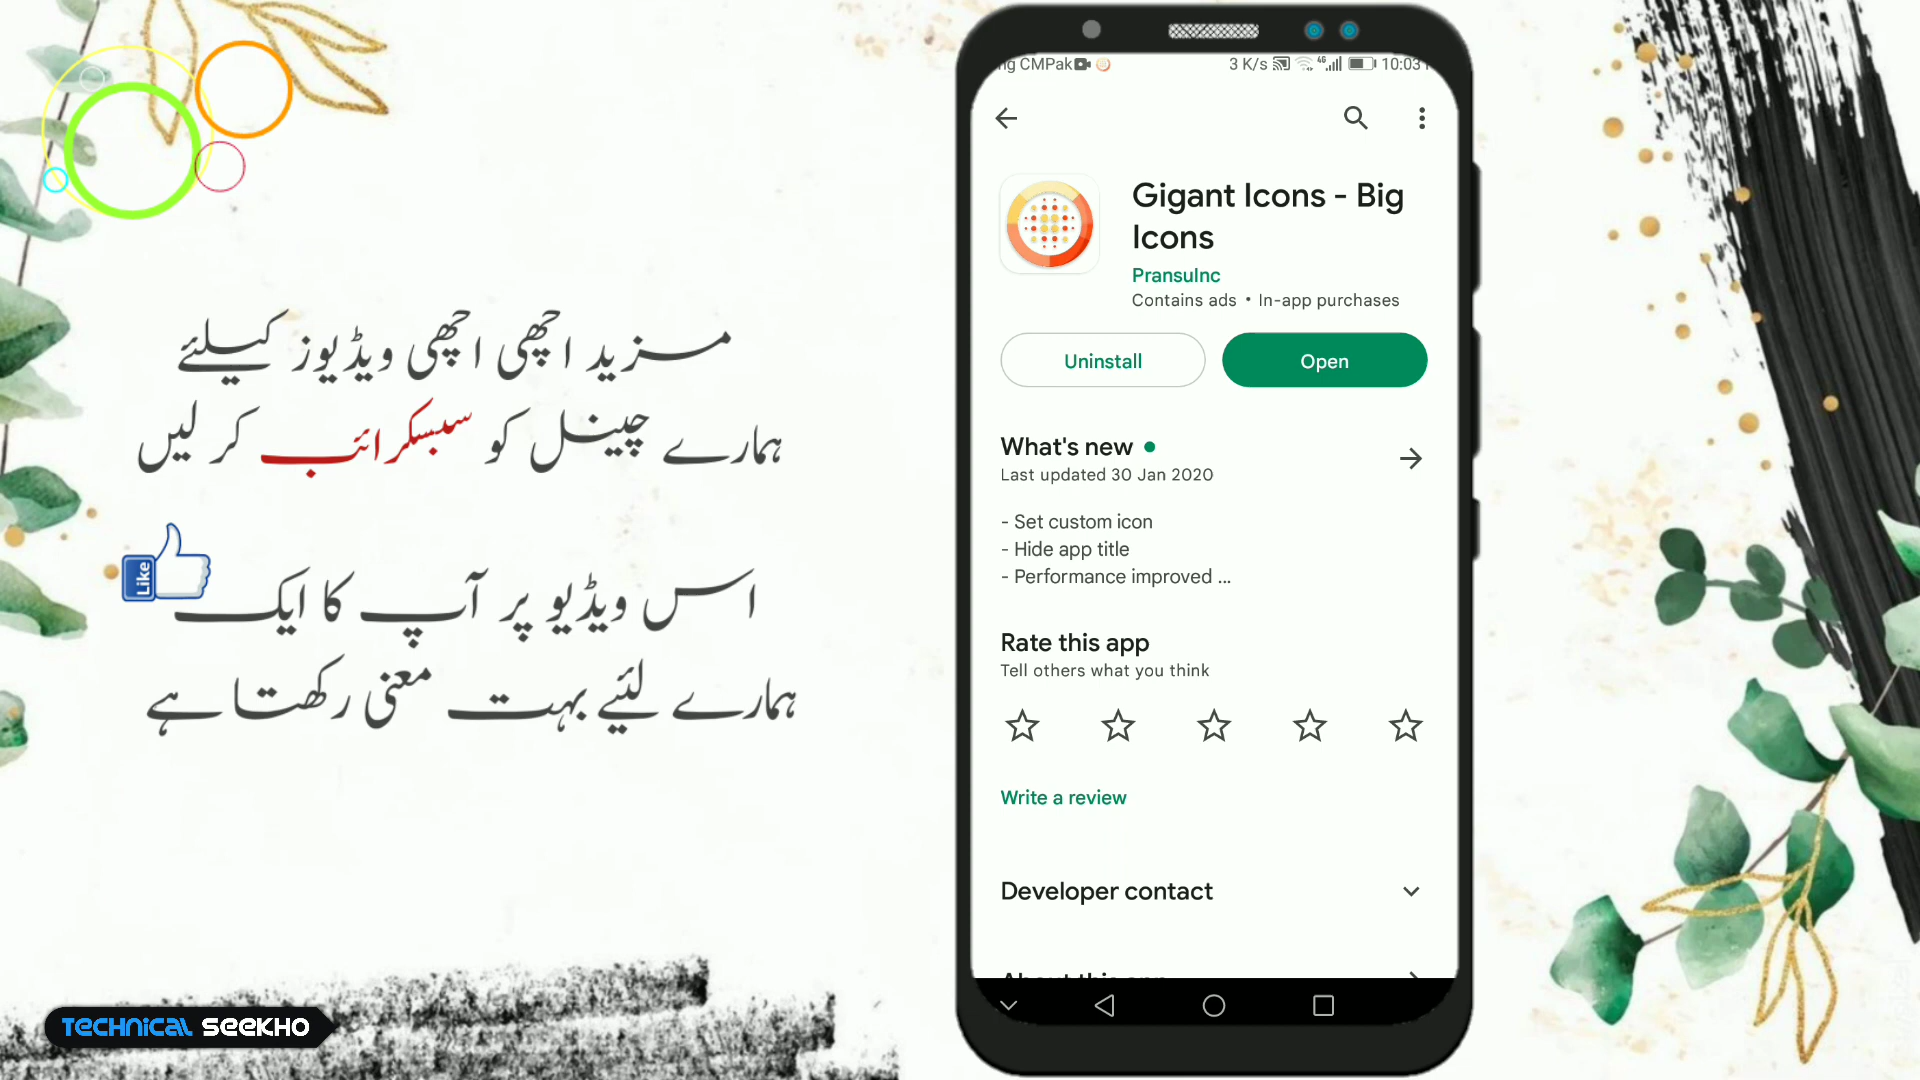 مزید اچھی اچھی ویڈیوز کیلئے
ہمارے چینل کو سبسکرائب کر لیں
Like
اس ویڈیو پر آپ کا ایک
ہمارے لئیے بہت معنی رکھتا ہے
TECHNICAL SEEKHO
ng CMPak
3 K/s 4G 10:03
Gigant Icons - Big
Icons
PransuInc
Contains ads • In-app purchases
Uninstall
Open
What's new
Last updated 30 Jan 2020
- Set custom icon
- Hide app title
- Performance improved ...
Rate this app
Tell others what you think
Write a review
Developer contact